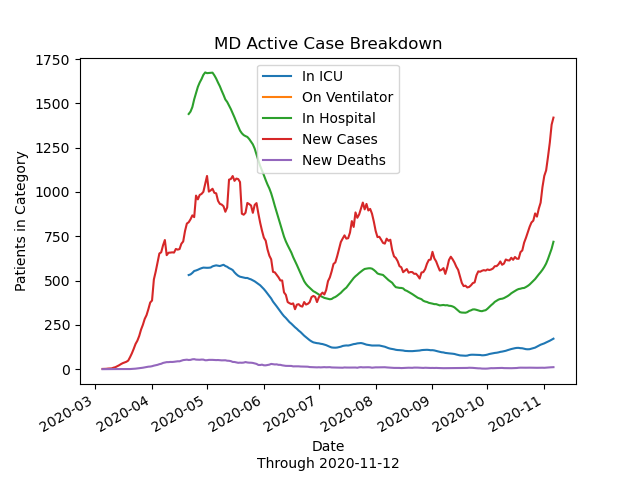 MD Active Case Breakdown
1750
1500
1250
1000
750
500
250
0
Patients in Category
In ICU
On Ventilator
In Hospital
New Cases
New Deaths
2020-03
2020-04
2020-05
2020-06
2020-07
2020-08
2020-09
2020-10
2020-11
Date
Through 2020-11-12